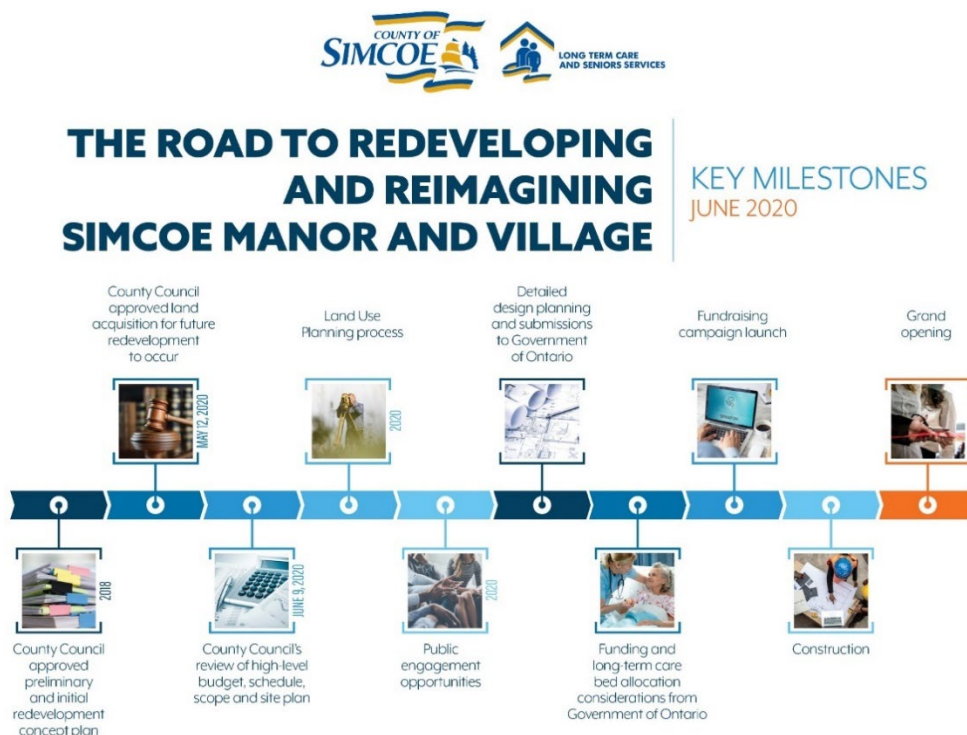 COUNTY OF
SIMCOE
LONG TERM CARE
AND SENIORS SERVICES
THE ROAD TO REDEVELOPING
AND REIMAGINING
SIMCOE MANOR AND VILLAGE
KEY MILESTONES
JUNE 2020
County Council
approved land
acquisition for future
redevelopment
to occur
MAY 12, 2020
Land Use
Planning process
2020
Detailed
design planning
and submissions
to Government
of Ontario
Fundraising
campaign launch
Grand
opening
2018
County Council
approved
preliminary
and initial
redevelopment
concept plan
JUNE 9, 2020
County Council's
review of high-level
budget, schedule,
scope and site plan
2020
Public
engagement
opportunities
Funding and
long-term care
bed allocation
considerations from
Government of Ontario
Construction